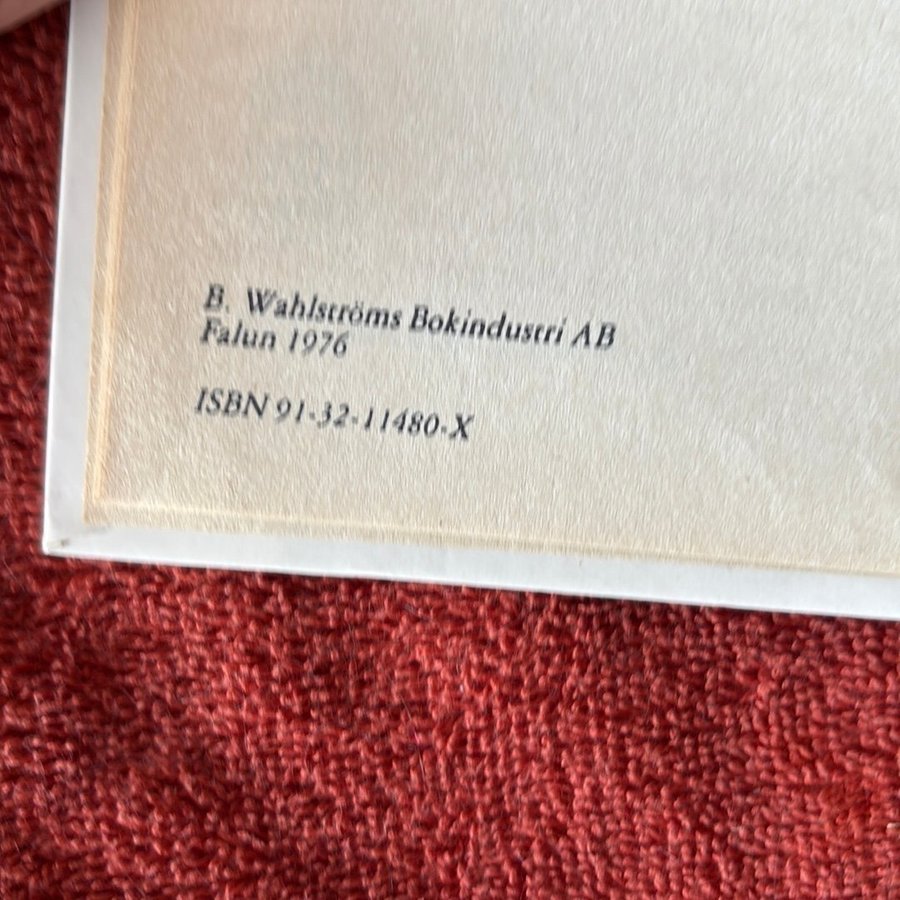 B. Wahlströms Bokindustri AB
Falun 1976
ISBN 91-32-11480-X